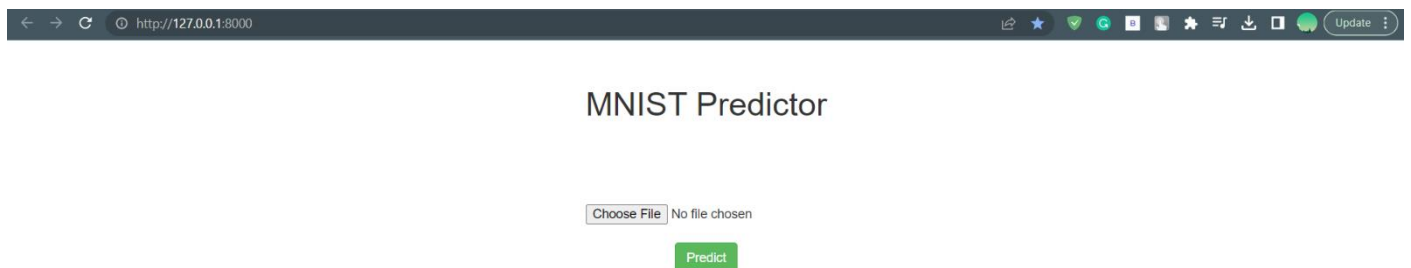 http://127.0.0.1:8000
Update
MNIST Predictor
Choose File No file chosen
Predict